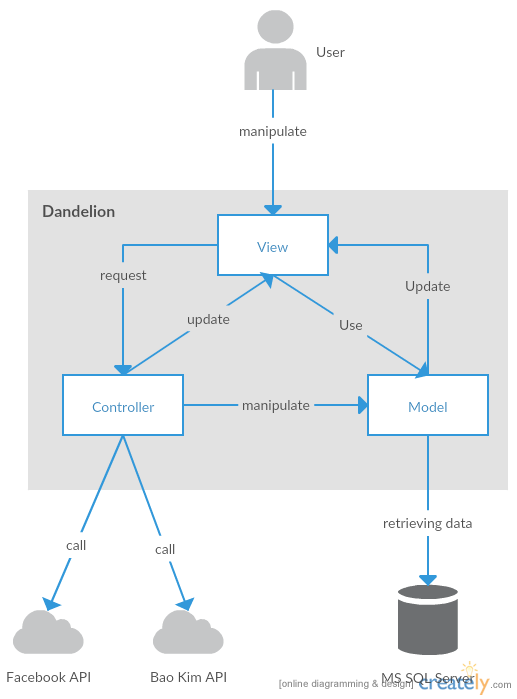 User
manipulate
Dandelion
View
request
Update
update
Use
Controller
manipulate
Model
retrieving data
call
call
Facebook API
Bao Kim API
MS SQL Server
[online diagramming & design]
creately.com